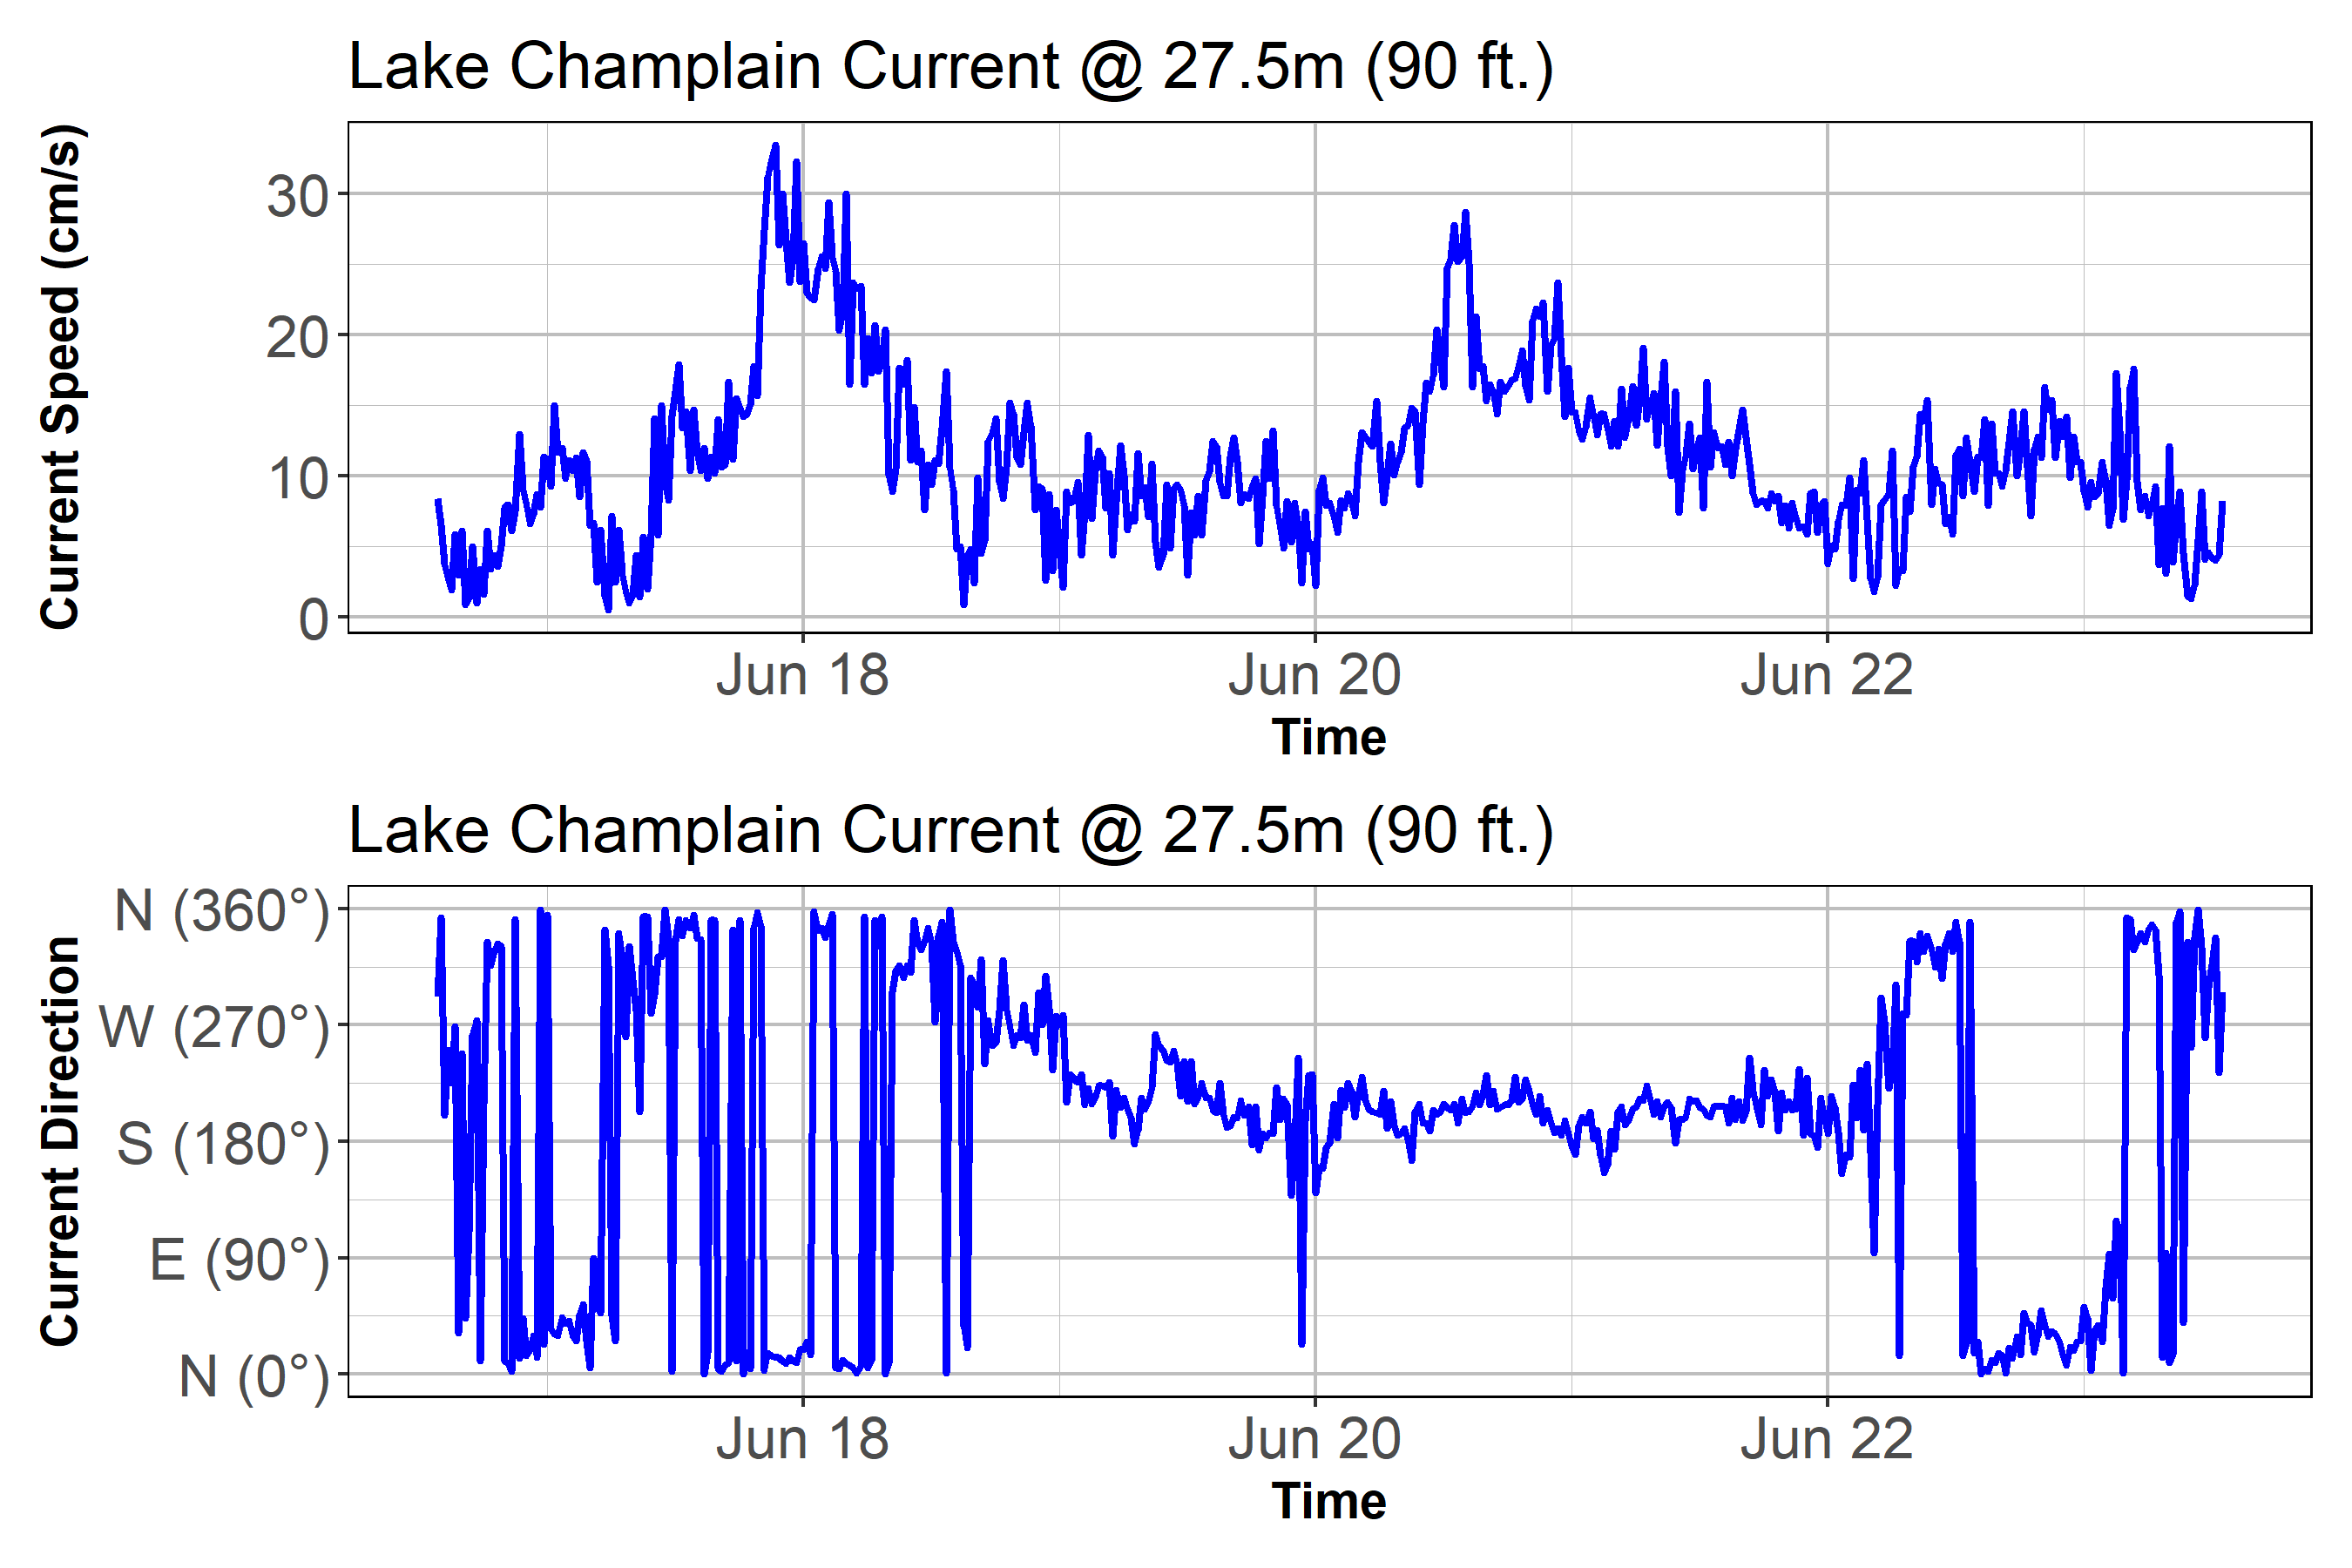 Lake Champlain Current @ 27.5m (90 ft.)
Current Speed (cm/s)
30
20
10
0
Jun 18 Jun 20 Jun 22
Time
Lake Champlain Current @ 27.5m (90 ft.)
Current Direction
N (360°)
W (270°)
S (180°)
E (90°)
N (0°)
Jun 18 Jun 20 Jun 22
Time